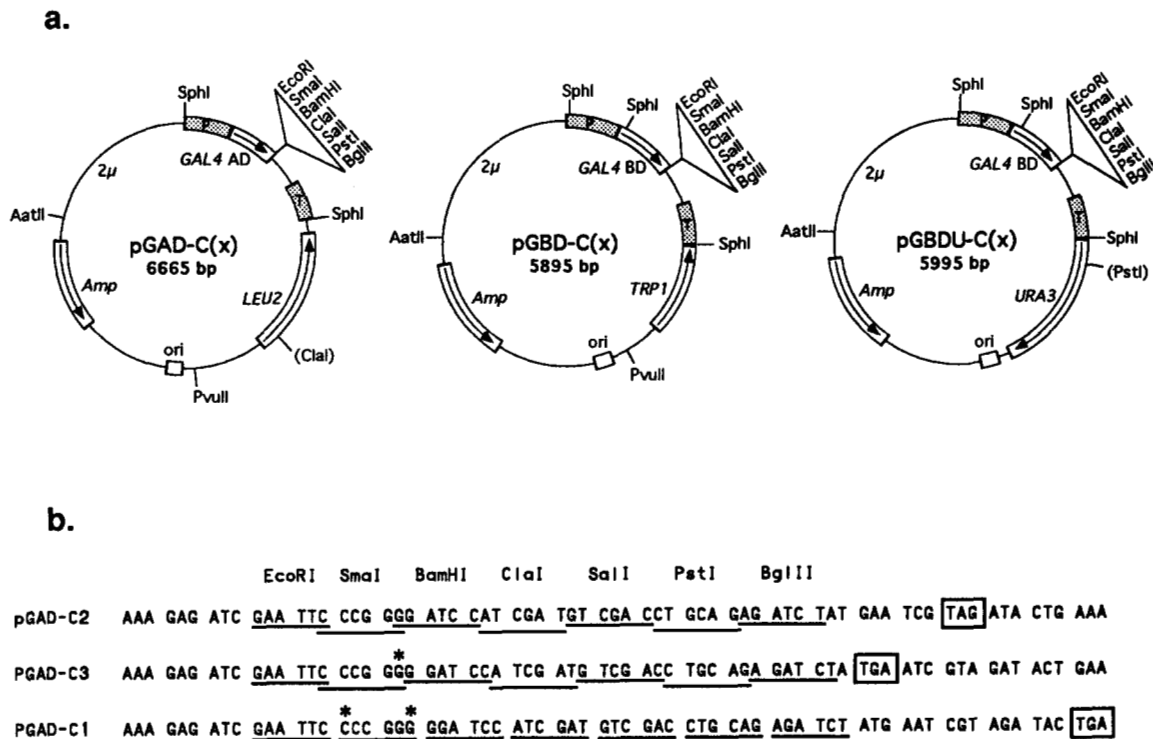 a.
EcoRI
SmaI
BamHI
ClaI
SalI
PstI
BglII
SphI
P
GAL4 AD
2µ
T
SphI
AatII
pGAD-C(x)
6665 bp
Amp
LEU2
(ClaI)
ori
PvuII
EcoRI
SmaI
BamHI
ClaI
SalI
PstI
BglII
SphI
SphI
P
GAL4 BD
2µ
T
SphI
AatII
pGBD-C(x)
5895 bp
Amp
TRP1
ori
PvuII
EcoRI
SmaI
BamHI
ClaI
SalI
PstI
BglII
SphI
SphI
P
GAL4 BD
2µ
T
SphI
(PstI)
AatII
pGBDU-C(x)
5995 bp
Amp
URA3
ori
b.
EcoRI SmaI BamHI ClaI SalI PstI BglII
pGAD-C2 AAA GAG ATC GAA TTC CCG GGG ATC CAT CGA TGT CGA CCT GCA GAG ATC TAT GAA TCG TAG ATA CTG AAA
*
PGAD-C3 AAA GAG ATC GAA TTC CCC GGG GAT CCA TCG ATG TCG ACC TGC AGA GAT CTA TGA ATC GTA GAT ACT GAA
* *
PGAD-C1 AAA GAG ATC GAA TTC CCC GGG GGA TCC ATC GAT GTC GAC CTG CAG AGA TCT ATG AAT CGT AGA TAC TGA